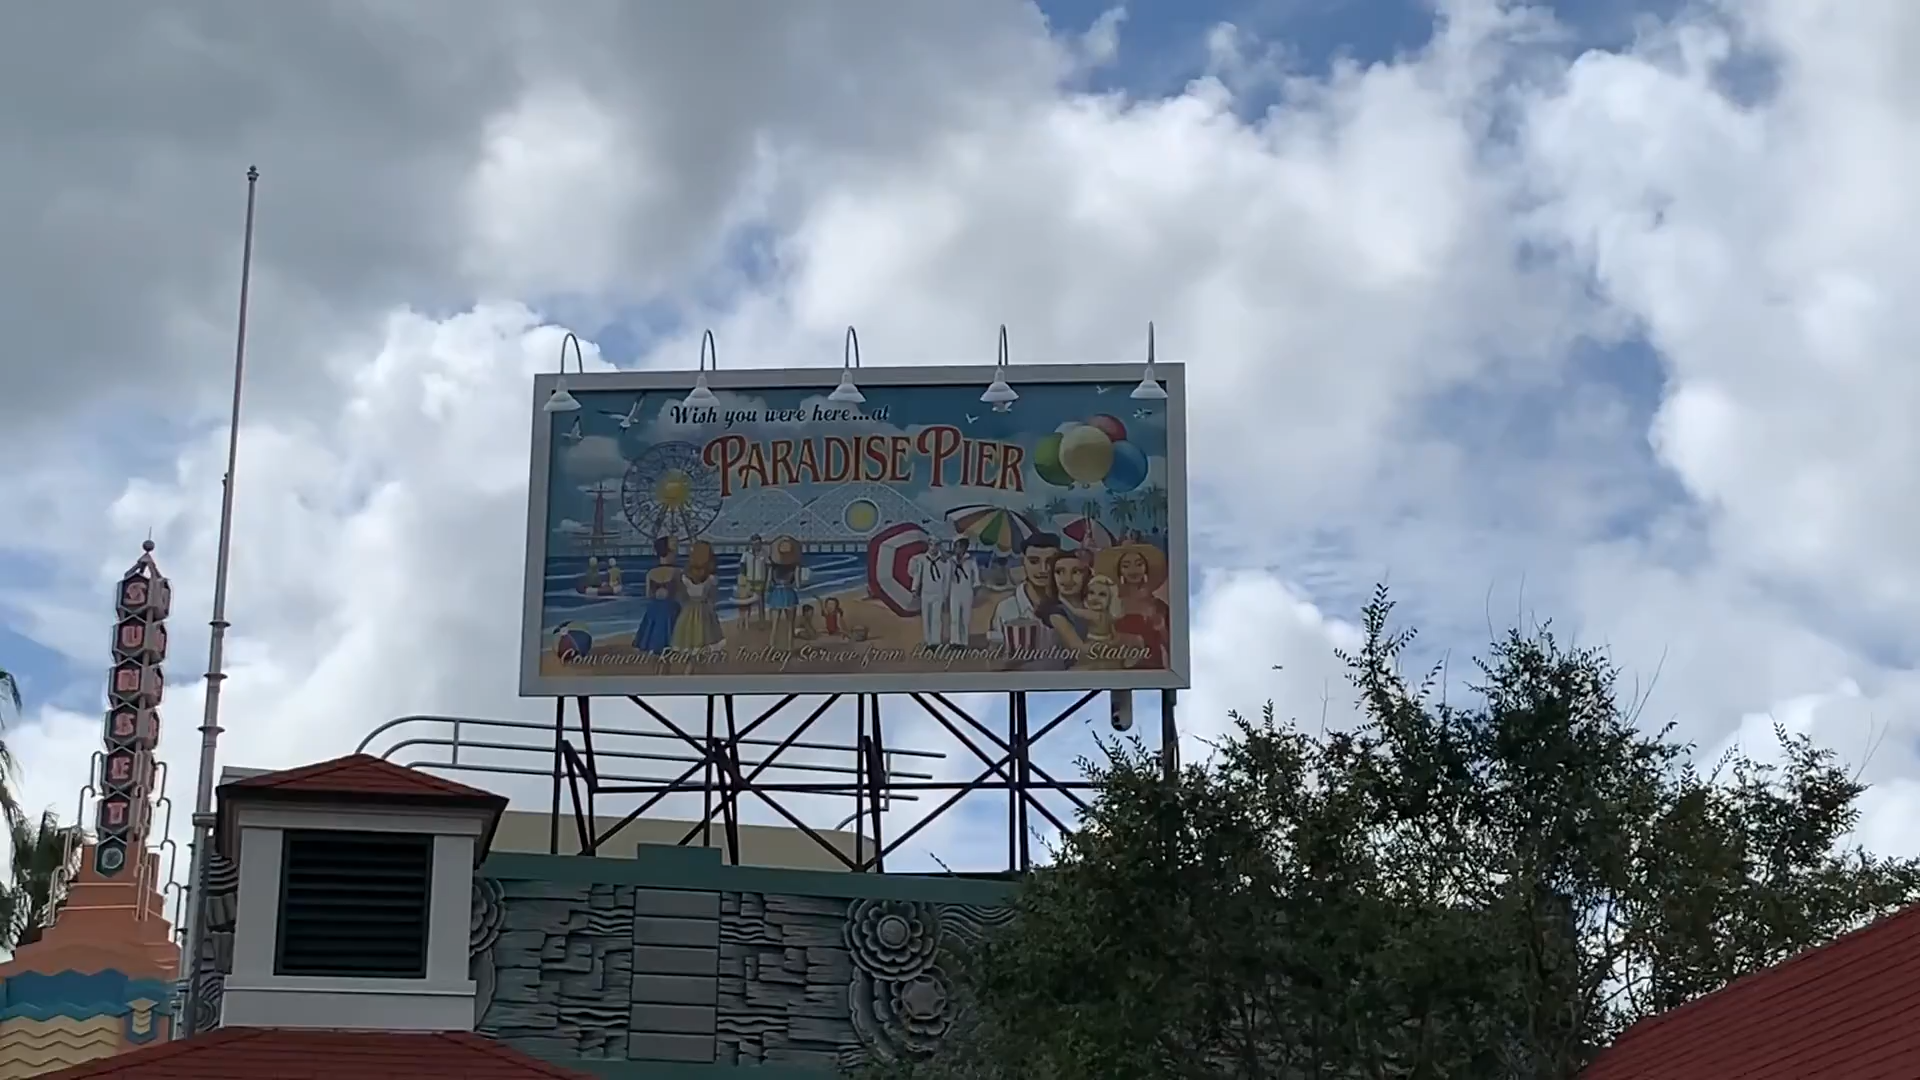 Wish you were here...at
PARADISE PIER
Convenient Red Car Trolley Service from Hollywood Junction Station
SUNSET